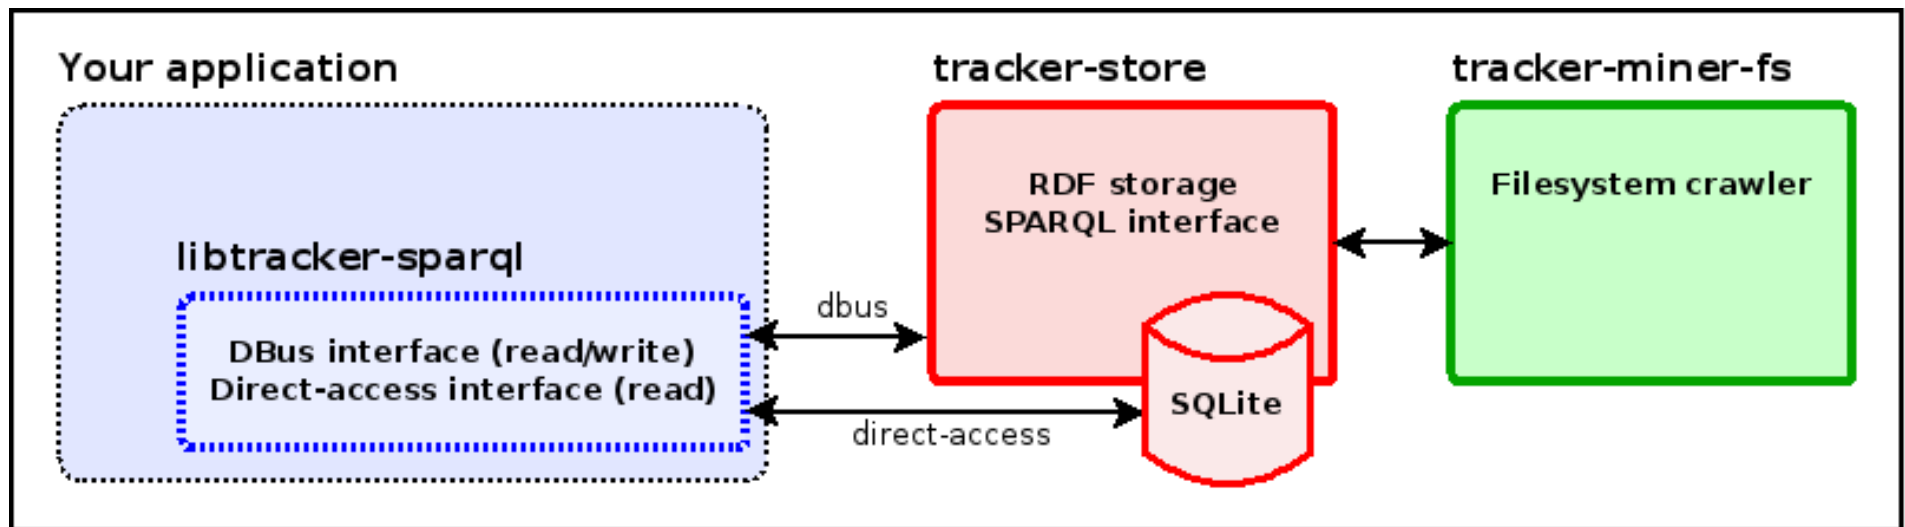 Your application
libtracker-sparql
DBus interface (read/write)
Direct-access interface (read)
dbus
direct-access
tracker-store
RDF storage
SPARQL interface
SQLite
tracker-miner-fs
Filesystem crawler